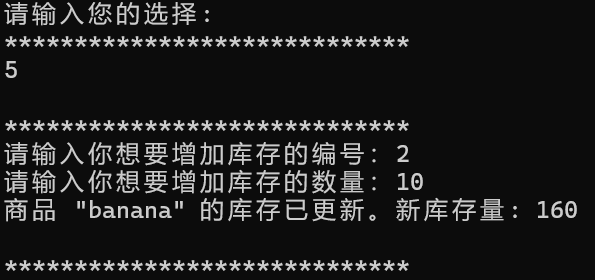 请输入您的选择:
*****************************
5
*****************************
请输入你想要增加库存的编号: 2
请输入你想要增加库存的数量: 10
商品 "banana" 的库存已更新。新库存量: 160
*****************************